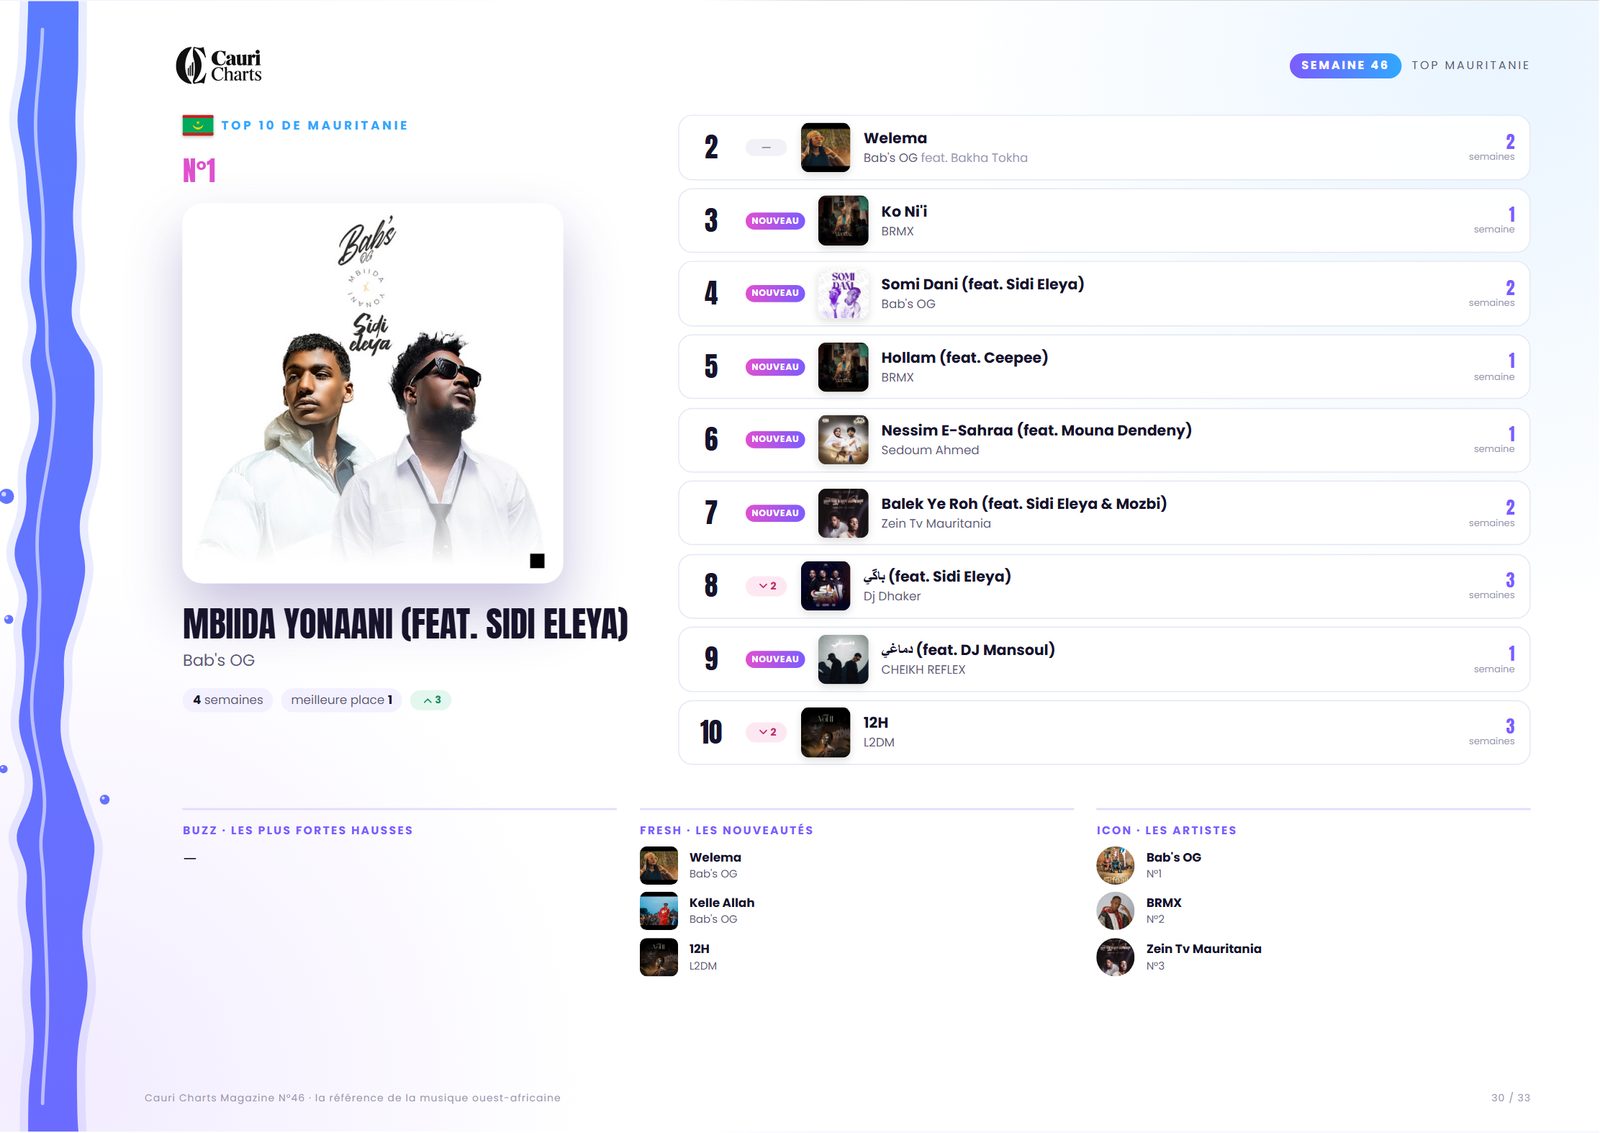 Cauri
Charts
SEMAINE 46
TOP MAURITANIE
TOP 10 DE MAURITANIE
N°1
Bab's
OG
MBIIDA
X
YONAANI
Sidi
eleya
MBIIDA YONAANI (FEAT. SIDI ELEYA)
Bab's OG
4 semaines
meilleure place 1
3
2
—
Welema
Bab's OG feat. Bakha Tokha
2
semaines
3
NOUVEAU
Ko Ni'i
BRMX
1
semaine
4
NOUVEAU
SOMI
DANI
Somi Dani (feat. Sidi Eleya)
Bab's OG
2
semaines
5
NOUVEAU
Hollam (feat. Ceepee)
BRMX
1
semaine
6
NOUVEAU
Nessim E-Sahraa (feat. Mouna Dendeny)
Sedoum Ahmed
1
semaine
7
NOUVEAU
Balek Ye Roh (feat. Sidi Eleya & Mozbi)
Zein Tv Mauritania
2
semaines
8
2
باگي (feat. Sidi Eleya)
Dj Dhaker
3
semaines
9
NOUVEAU
دماغي (feat. DJ Mansoul)
CHEIKH REFLEX
1
semaine
10
2
12H
L2DM
3
semaines
BUZZ · LES PLUS FORTES HAUSSES
—
FRESH · LES NOUVEAUTÉS
Welema
Bab's OG
Kelle Allah
Bab's OG
12H
L2DM
ICON · LES ARTISTES
Bab's OG
N°1
BRMX
N°2
Zein Tv Mauritania
N°3
Cauri Charts Magazine N°46 · la référence de la musique ouest-africaine
30 / 33